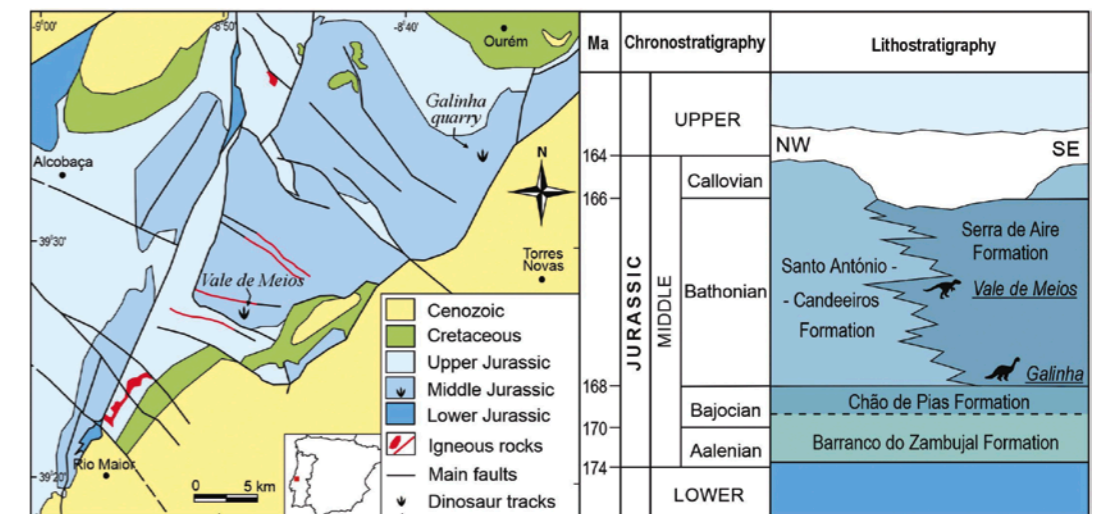 -9°00'
-8°50'
-8°40'
Ourém
Galinha
quarry
Alcobaça
N
39°30'
Torres
Novas
Vale de Meios
Rio Maior
39°20'
0 5 km
Cenozoic
Cretaceous
Upper Jurassic
Middle Jurassic
Lower Jurassic
Igneous rocks
Main faults
Dinosaur tracks
Ma
Chronostratigraphy
Lithostratigraphy
164
166
168
170
174
JURASSIC
MIDDLE
UPPER
Callovian
Bathonian
Bajocian
Aalenian
LOWER
NW
SE
Serra de Aire
Formation
Santo António -
- Candeeiros
Formation
Vale de Meios
Galinha
Chão de Pias Formation
Barranco do Zambujal Formation